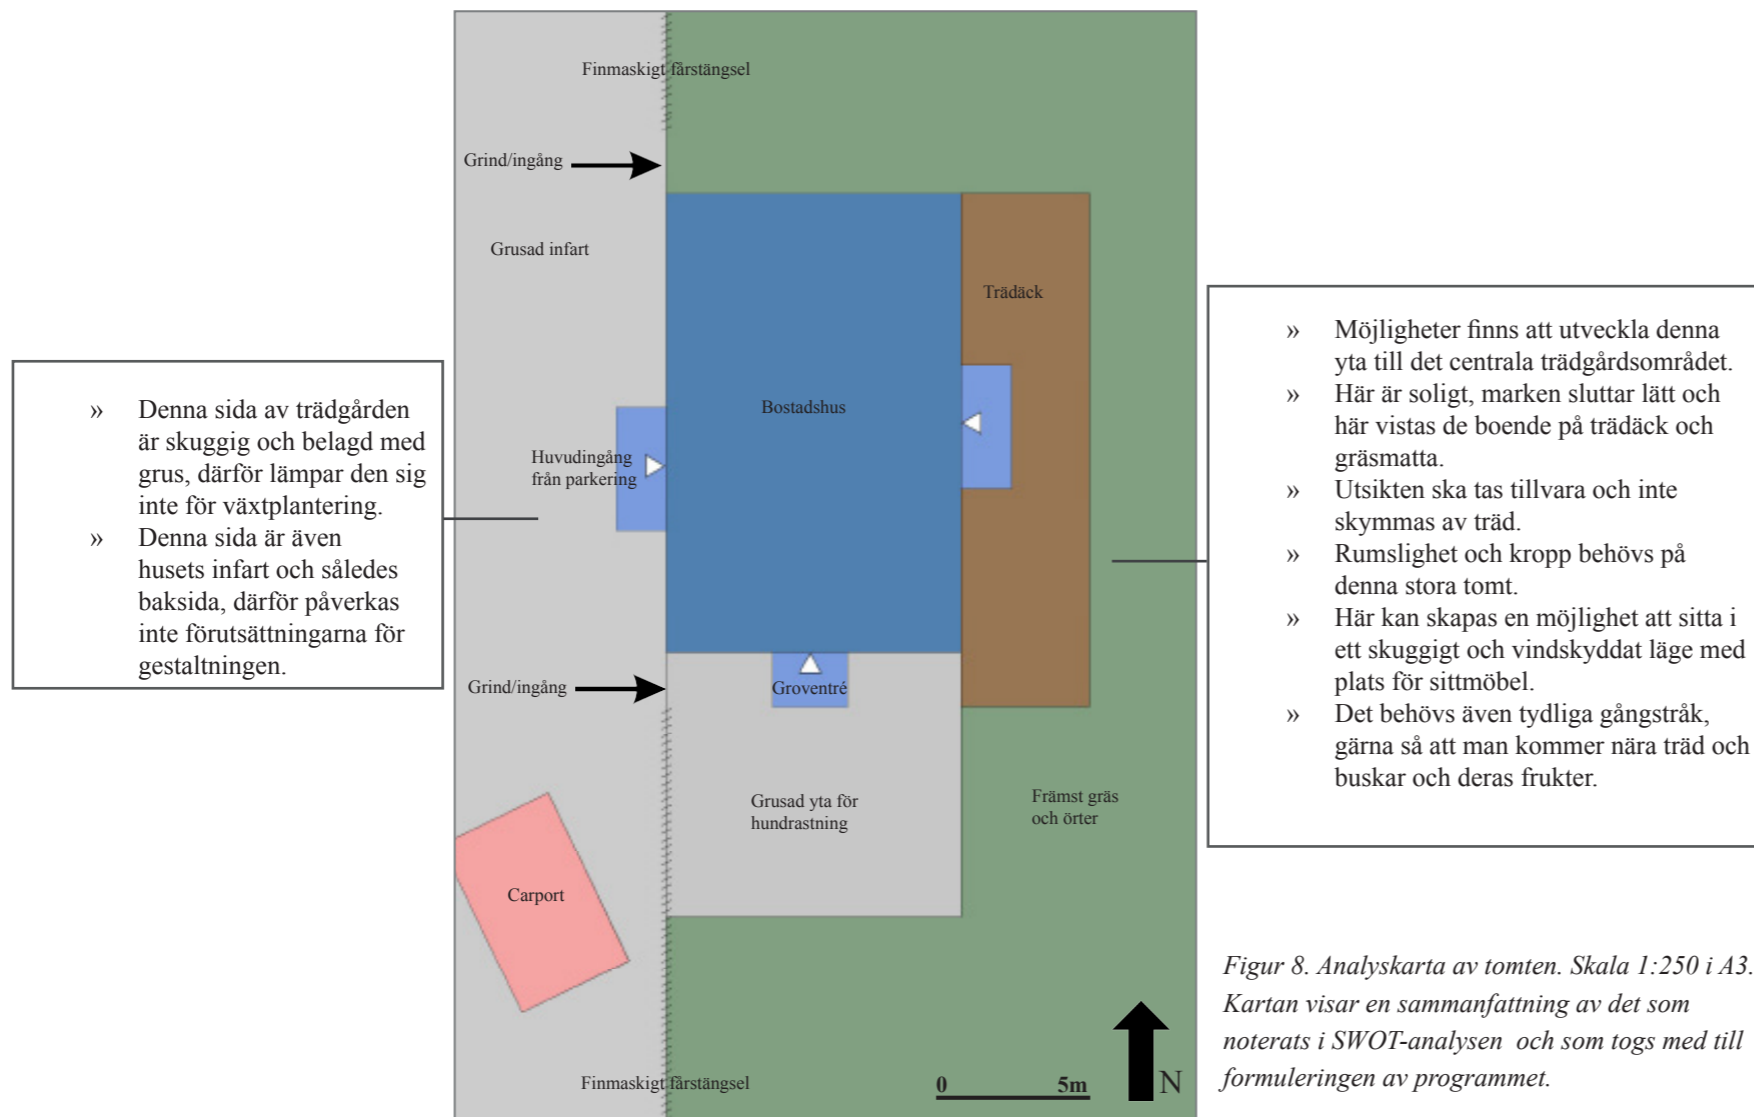 Finmaskigt fårstängsel
Grind/ingång
Grusad infart
Trädäck
Bostadshus
Huvudingång
från parkering
Grind/ingång
Groventré
Grusad yta för
hundrastning
Främst gräs
och örter
Carport
Finmaskigt fårstängsel
0 5m
N
» Denna sida av trädgården
är skuggig och belagd med
grus, därför lämpar den sig
inte för växtplantering.
» Denna sida är även
husets infart och således
baksida, därför påverkas
inte förutsättningarna för
gestaltningen.
» Möjligheter finns att utveckla denna
yta till det centrala trädgårdsområdet.
» Här är soligt, marken sluttar lätt och
här vistas de boende på trädäck och
gräsmatta.
» Utsikten ska tas tillvara och inte
skymmas av träd.
» Rumslighet och kropp behövs på
denna stora tomt.
» Här kan skapas en möjlighet att sitta i
ett skuggigt och vindskyddat läge med
plats för sittmöbel.
» Det behövs även tydliga gångstråk,
gärna så att man kommer nära träd och
buskar och deras frukter.
Figur 8. Analyskarta av tomten. Skala 1:250 i A3.
Kartan visar en sammanfattning av det som
noterats i SWOT-analysen och som togs med till
formuleringen av programmet.